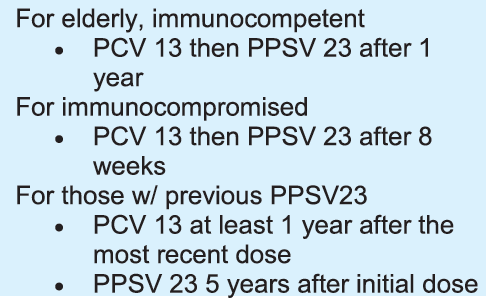 For elderly, immunocompetent
• PCV 13 then PPSV 23 after 1
year
For immunocompromised
• PCV 13 then PPSV 23 after 8
weeks
For those w/ previous PPSV23
• PCV 13 at least 1 year after the
most recent dose
• PPSV 23 5 years after initial dose